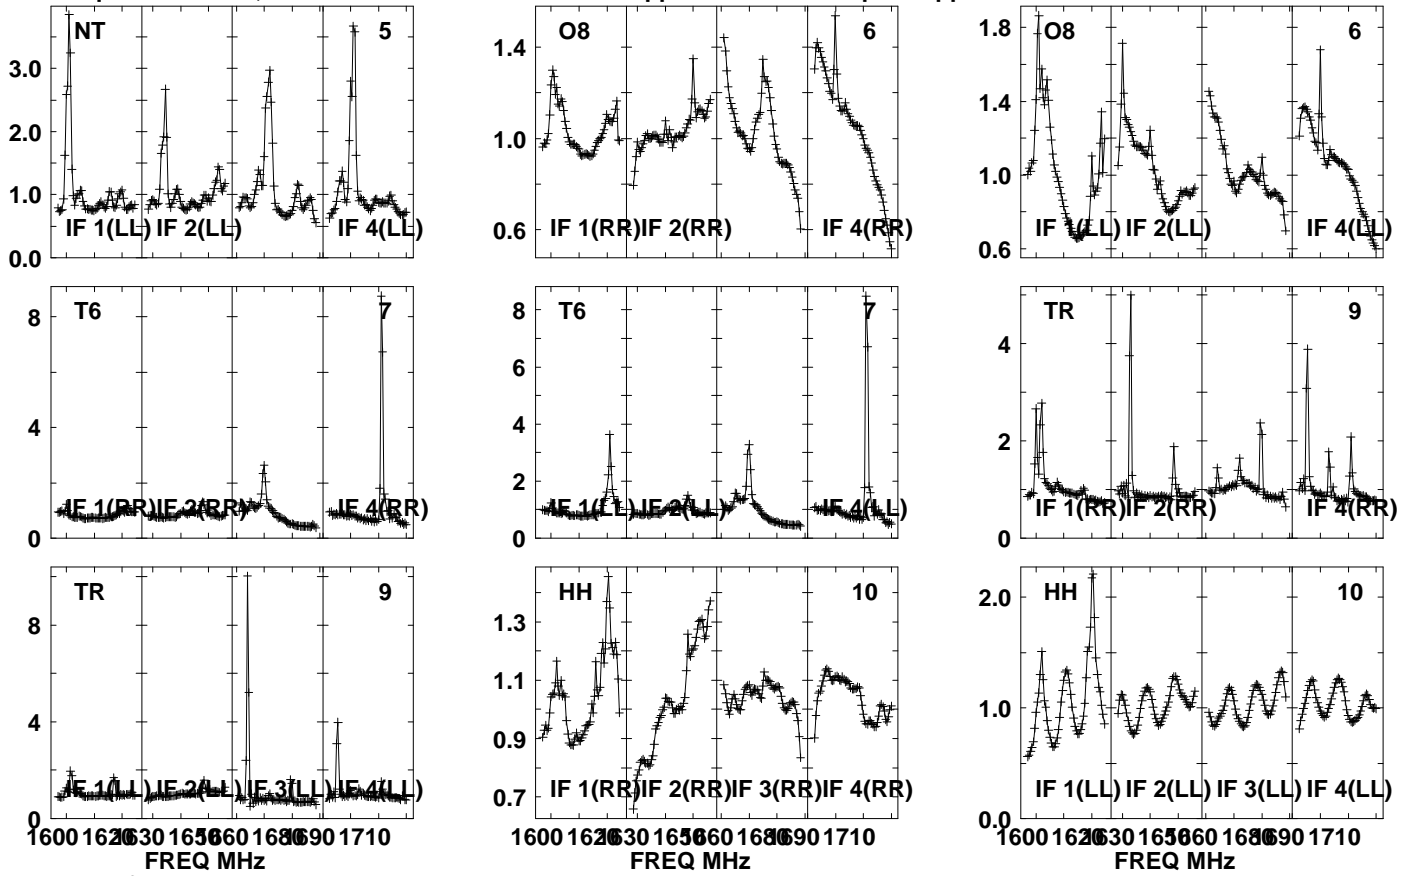 NT 5
3.0
2.0
1.0
0.0
IF 1(LL) IF 2(LL) IF 4(LL)
O8 6
1.4
1.0
0.6
IF 1(RR) IF 2(RR) IF 4(RR)
O8 6
1.8
1.4
1.0
0.6
IF 1(LL) IF 2(LL) IF 4(LL)
T6 7
8
4
0
IF 1(RR) IF 2(RR) IF 4(RR)
T6 7
8
6
4
2
0
IF 1(LL) IF 2(LL) IF 4(LL)
TR 9
4
2
0
IF 1(RR) IF 2(RR) IF 4(RR)
TR 9
8
4
0
IF 1(LL) IF 2(LL) IF 3(LL) IF 4(LL)
1600 1620 1630 1650 1660 1680 1690 1710
FREQ MHz
HH 10
1.3
1.1
0.9
0.7
IF 1(RR) IF 2(RR) IF 3(RR) IF 4(RR)
1600 1620 1630 1650 1660 1680 1690 1710
FREQ MHz
HH 10
2.0
1.0
0.0
IF 1(LL) IF 2(LL) IF 3(LL) IF 4(LL)
1600 1620 1630 1650 1660 1680 1690 1710
FREQ MHz